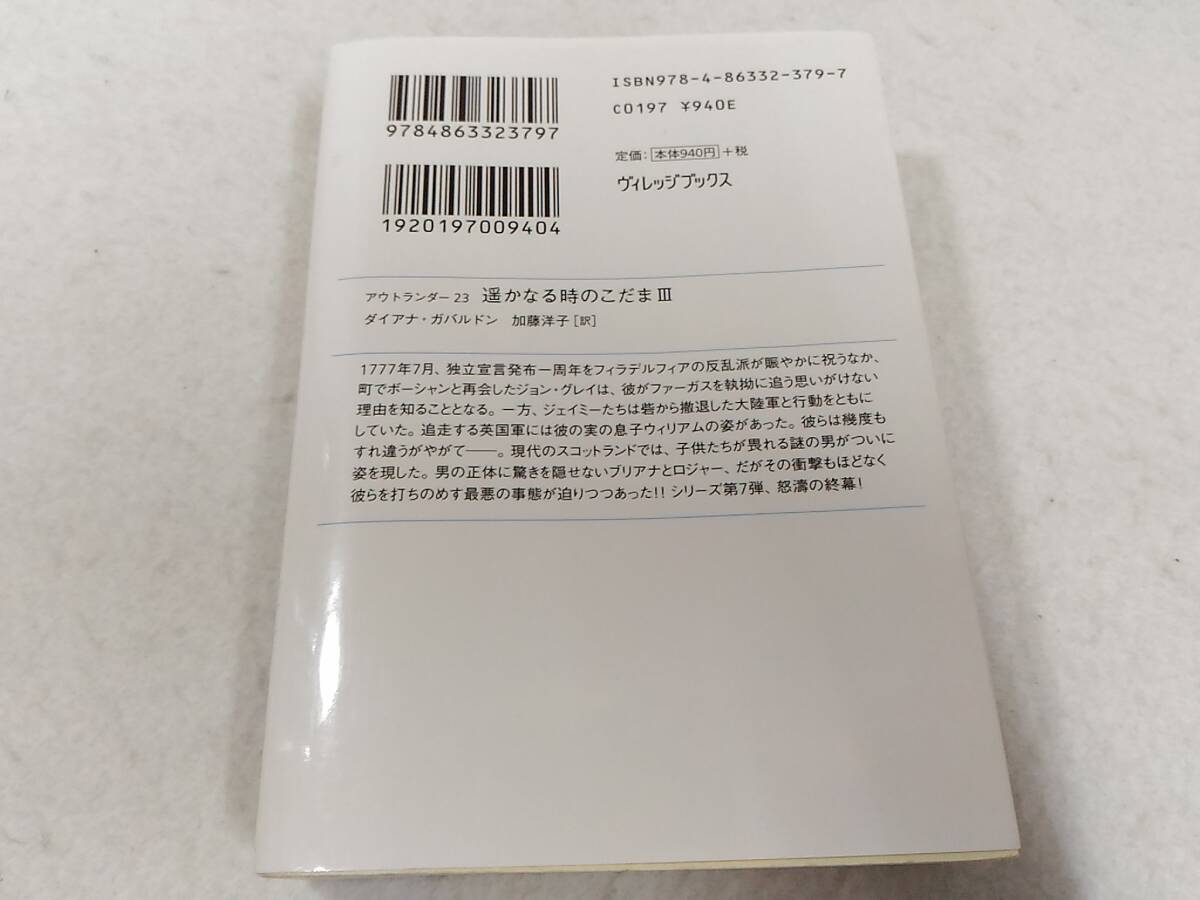 ISBN978-4-86332-379-7
C0197 ¥940E
9784863323797
定価：本体940円＋税
ヴィレッジブックス
1920197009404
アウトランダー23 遥かなる時のこだまⅢ
ダイアナ・ガバルドン 加藤洋子［訳］
1777年7月、独立宣言発布一周年をフィラデルフィアの反乱派が賑やかに祝うなか、
町でボーシャンと再会したジョン・グレイは、彼がファーガスを執拗に追う思いがけない
理由を知ることとなる。一方、ジェイミーたちは砦から撤退した大陸軍と行動をともに
していた。追走する英国軍には彼の実の息子ウィリアムの姿があった。彼らは幾度も
すれ違うがやがて――。現代のスコットランドでは、子供たちが畏れる謎の男がついに
姿を現した。男の正体に驚きを隠せないブリアナとロジャー、だがその衝撃もほどなく
彼らを打ちのめす最悪の事態が迫りつつあった!! シリーズ第7弾、怒濤の終幕!